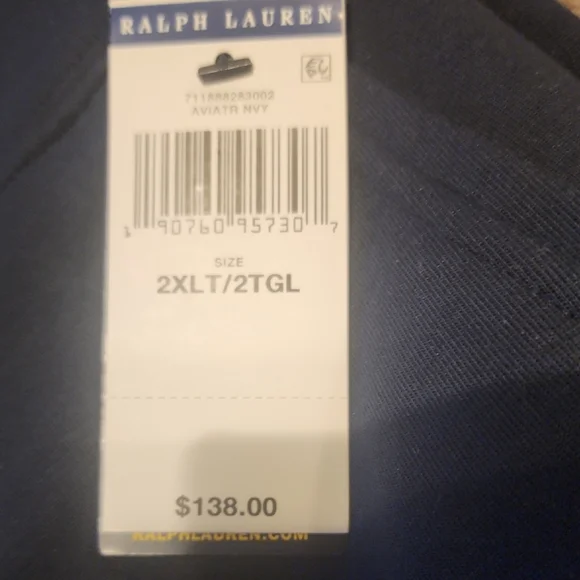 RALPH LAUREN
711888283002
AVIATR NVY
1 90760 95730 7
SIZE
2XLT/2TGL
$138.00
RALPHLAUREN.COM